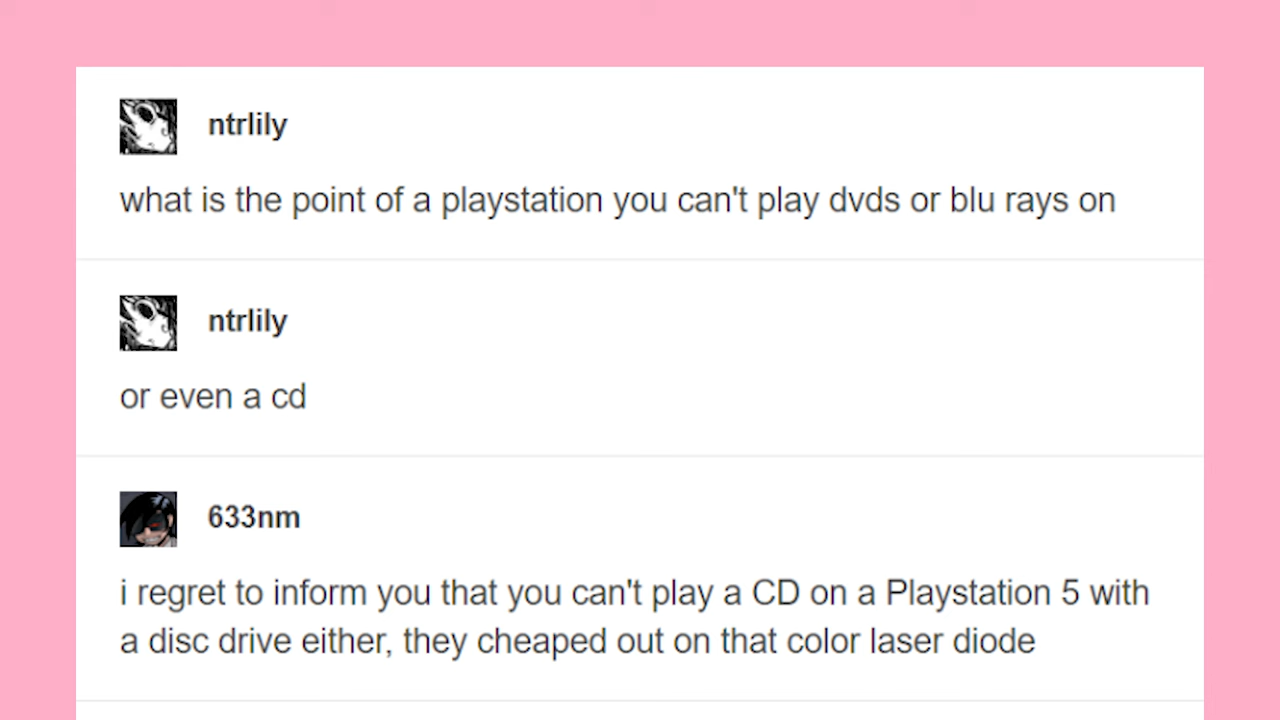 ntrlily
what is the point of a playstation you can't play dvds or blu rays on
ntrlily
or even a cd
633nm
i regret to inform you that you can't play a CD on a Playstation 5 with
a disc drive either, they cheaped out on that color laser diode